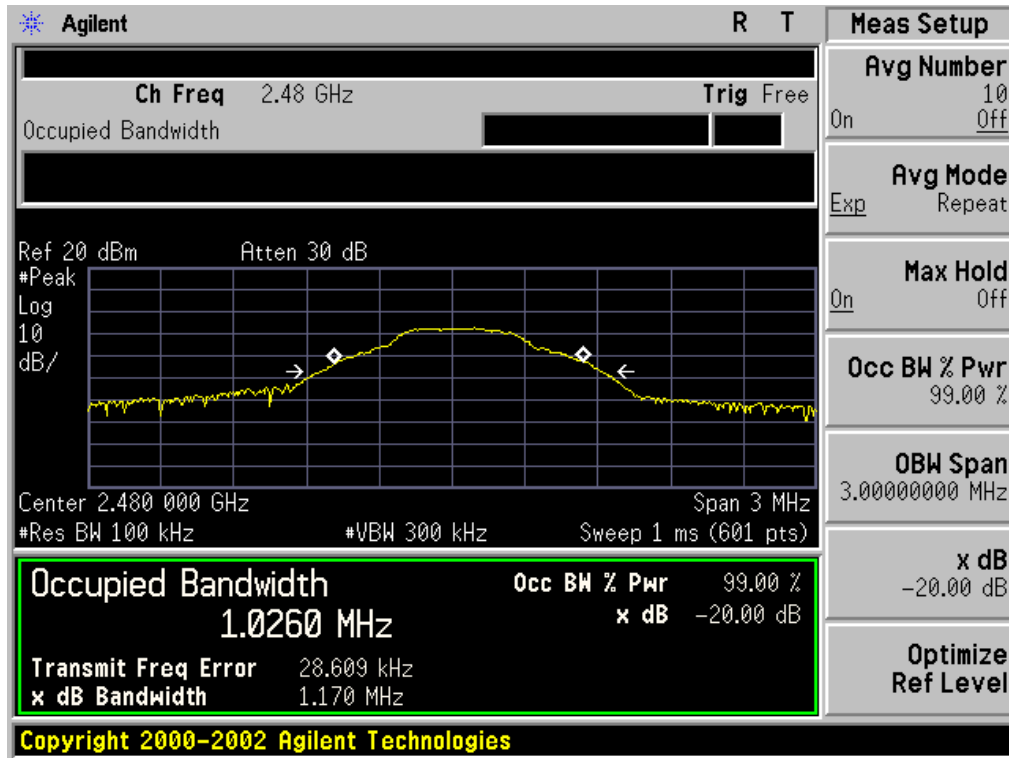 Agilent
R T
Ch Freq 2.48 GHz
Trig Free
Occupied Bandwidth
Ref 20 dBm
Atten 30 dB
#Peak
Log
10
dB/
Center 2.480 000 GHz
Span 3 MHz
#Res BW 100 kHz
#VBW 300 kHz
Sweep 1 ms (601 pts)
Occupied Bandwidth
1.0260 MHz
Occ BW % Pwr 99.00 %
x dB -20.00 dB
Transmit Freq Error 28.609 kHz
x dB Bandwidth 1.170 MHz
Copyright 2000-2002 Agilent Technologies
Meas Setup
Avg Number
10
On Off
Avg Mode
Exp Repeat
Max Hold
On Off
Occ BW % Pwr
99.00 %
OBW Span
3.00000000 MHz
x dB
-20.00 dB
Optimize
Ref Level